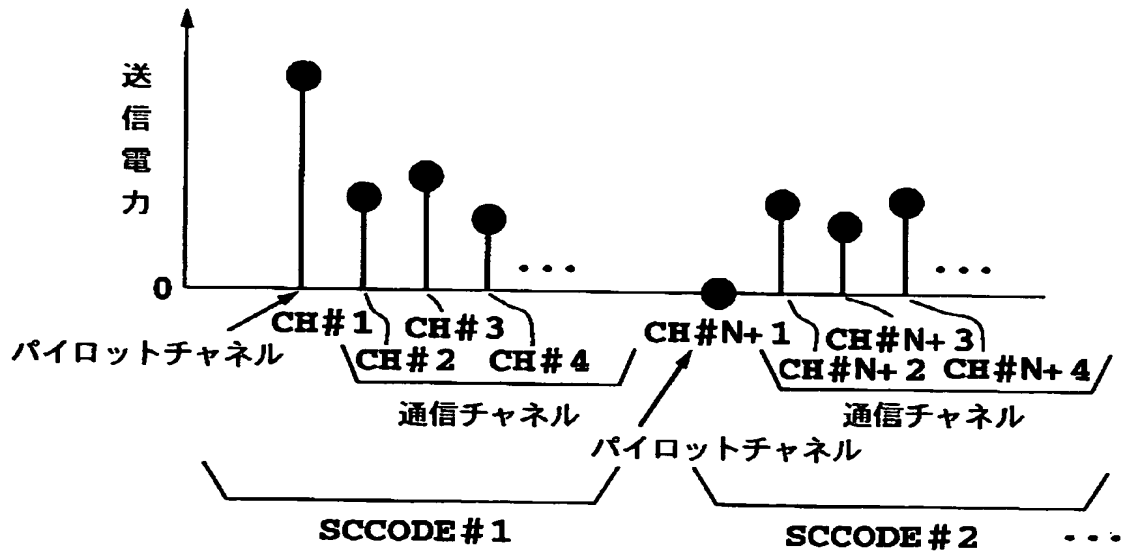 送信電力
0
CH#1
CH#2
CH#3
CH#4
・・・
パイロットチャネル
通信チャネル
SCCODE#1
CH#N+1
CH#N+2
CH#N+3
CH#N+4
・・・
パイロットチャネル
通信チャネル
SCCODE#2
・・・